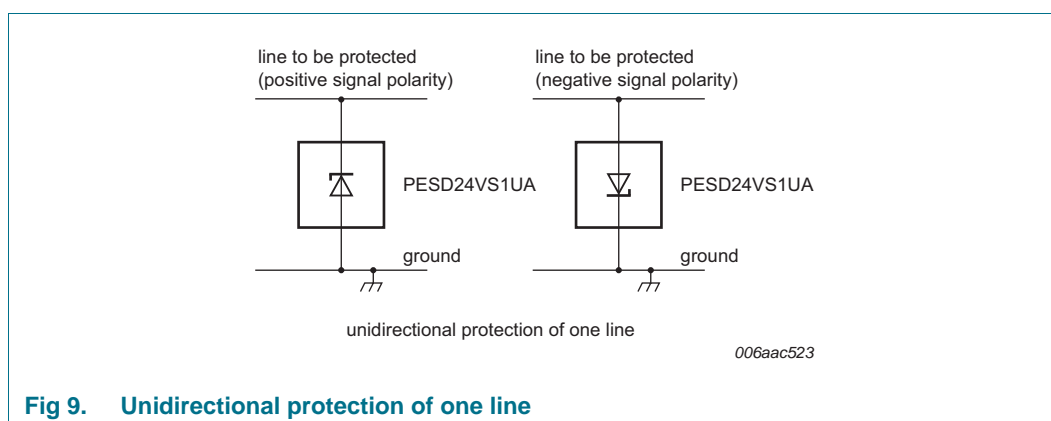 line to be protected
(positive signal polarity)
PESD24VS1UA
ground
line to be protected
(negative signal polarity)
PESD24VS1UA
ground
unidirectional protection of one line
006aac523
Fig 9. Unidirectional protection of one line